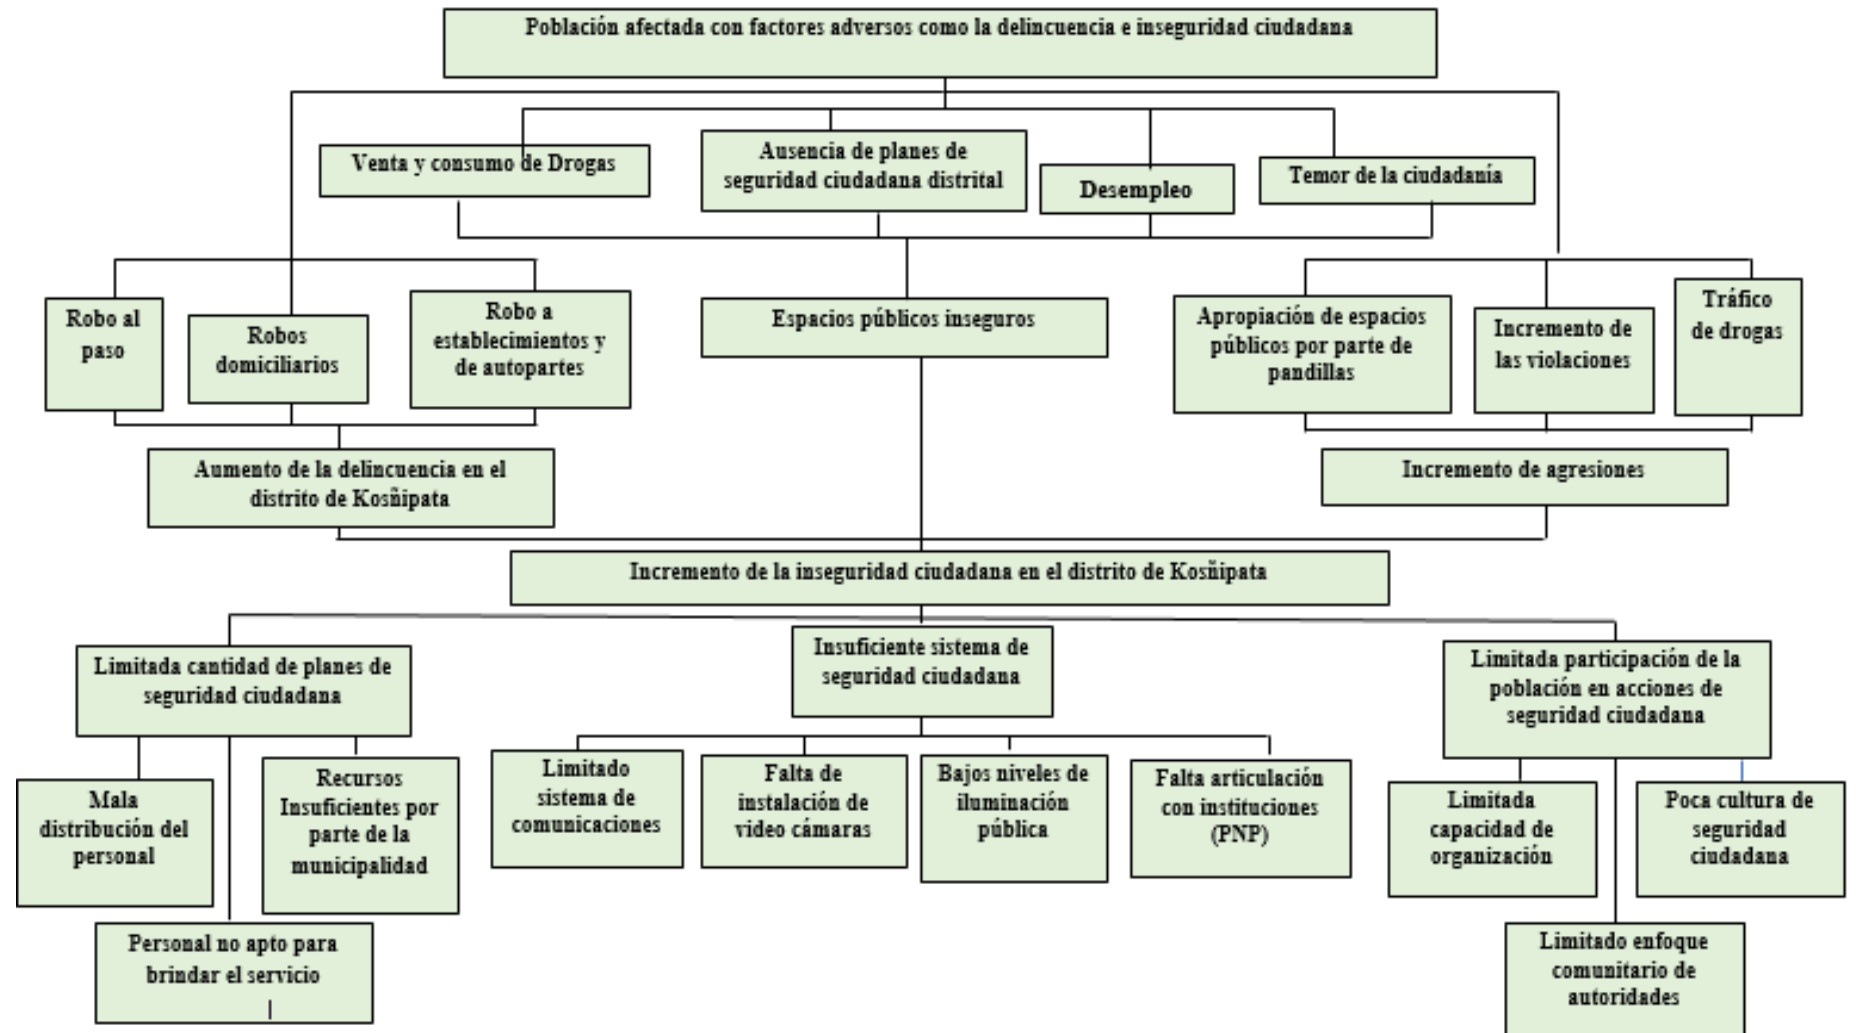 Población afectada con factores adversos como la delincuencia e inseguridad ciudadana
Venta y consumo de Drogas
Ausencia de planes de
seguridad ciudadana distrital
Desempleo
Temor de la ciudadanía
Robo al
paso
Robos
domiciliarios
Robo a
establecimientos y
de autopartes
Espacios públicos inseguros
Apropiación de espacios
públicos por parte de
pandillas
Incremento de
las violaciones
Tráfico
de drogas
Aumento de la delincuencia en el
distrito de Kosñipata
Incremento de agresiones
Incremento de la inseguridad ciudadana en el distrito de Kosñipata
Limitada cantidad de planes de
seguridad ciudadana
Insuficiente sistema de
seguridad ciudadana
Limitada participación de la
población en acciones de
seguridad ciudadana
Mala
distribución del
personal
Recursos
Insuficientes por
parte de la
municipalidad
Limitado
sistema de
comunicaciones
Falta de
instalación de
video cámaras
Bajos niveles de
iluminación
pública
Falta articulación
con instituciones
(PNP)
Limitada
capacidad de
organización
Poca cultura de
seguridad
ciudadana
Personal no apto para
brindar el servicio
Limitado enfoque
comunitario de
autoridades